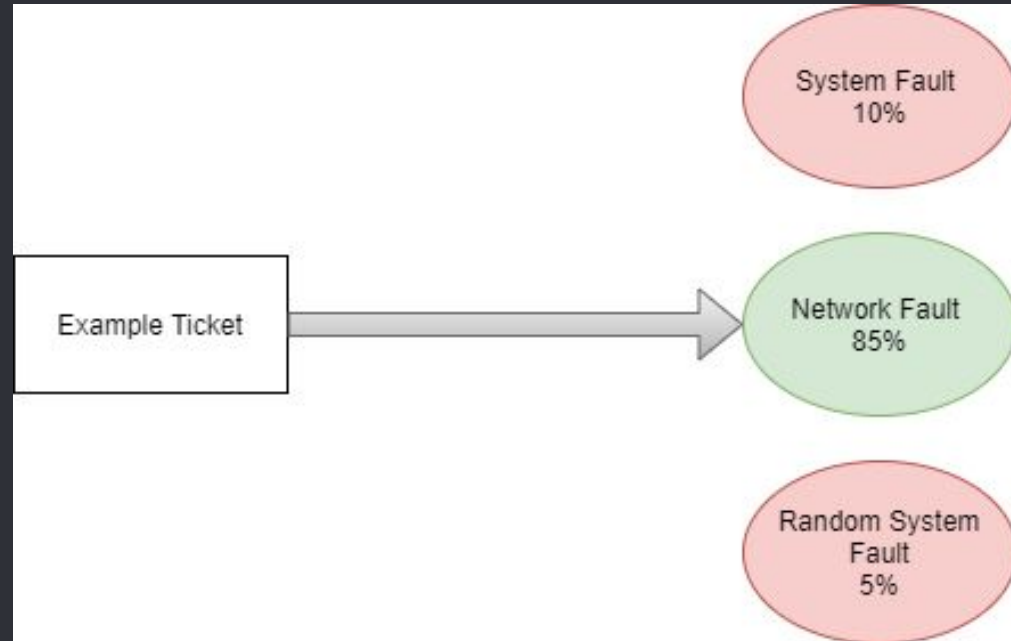 System Fault
10%
Example Ticket
Network Fault
85%
Random System
Fault
5%